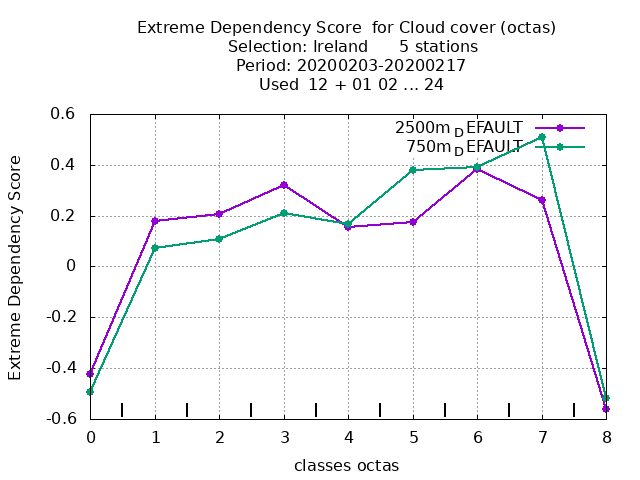 Extreme Dependency Score  for Cloud cover (octas)
Selection: Ireland      5 stations
Period: 20200203-20200217
Used  12 + 01 02 ... 24
2500m DEFAULT
750m DEFAULT
Extreme Dependency Score
0.6
0.4
0.2
0
-0.2
-0.4
-0.6
0 1 2 3 4 5 6 7 8
classes octas